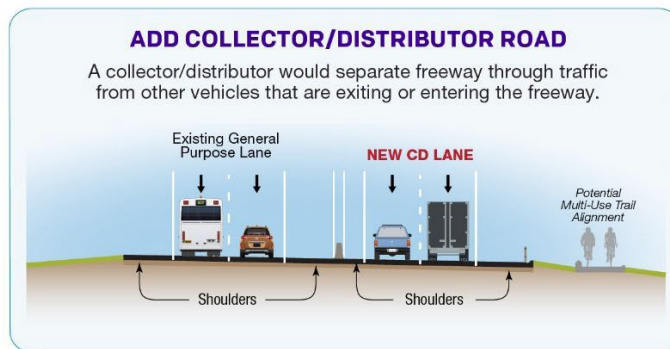 ADD COLLECTOR/DISTRIBUTOR ROAD
A collector/distributor would separate freeway through traffic
from other vehicles that are exiting or entering the freeway.
Existing General
Purpose Lane
NEW CD LANE
Potential
Multi-Use Trail
Alignment
Shoulders
Shoulders